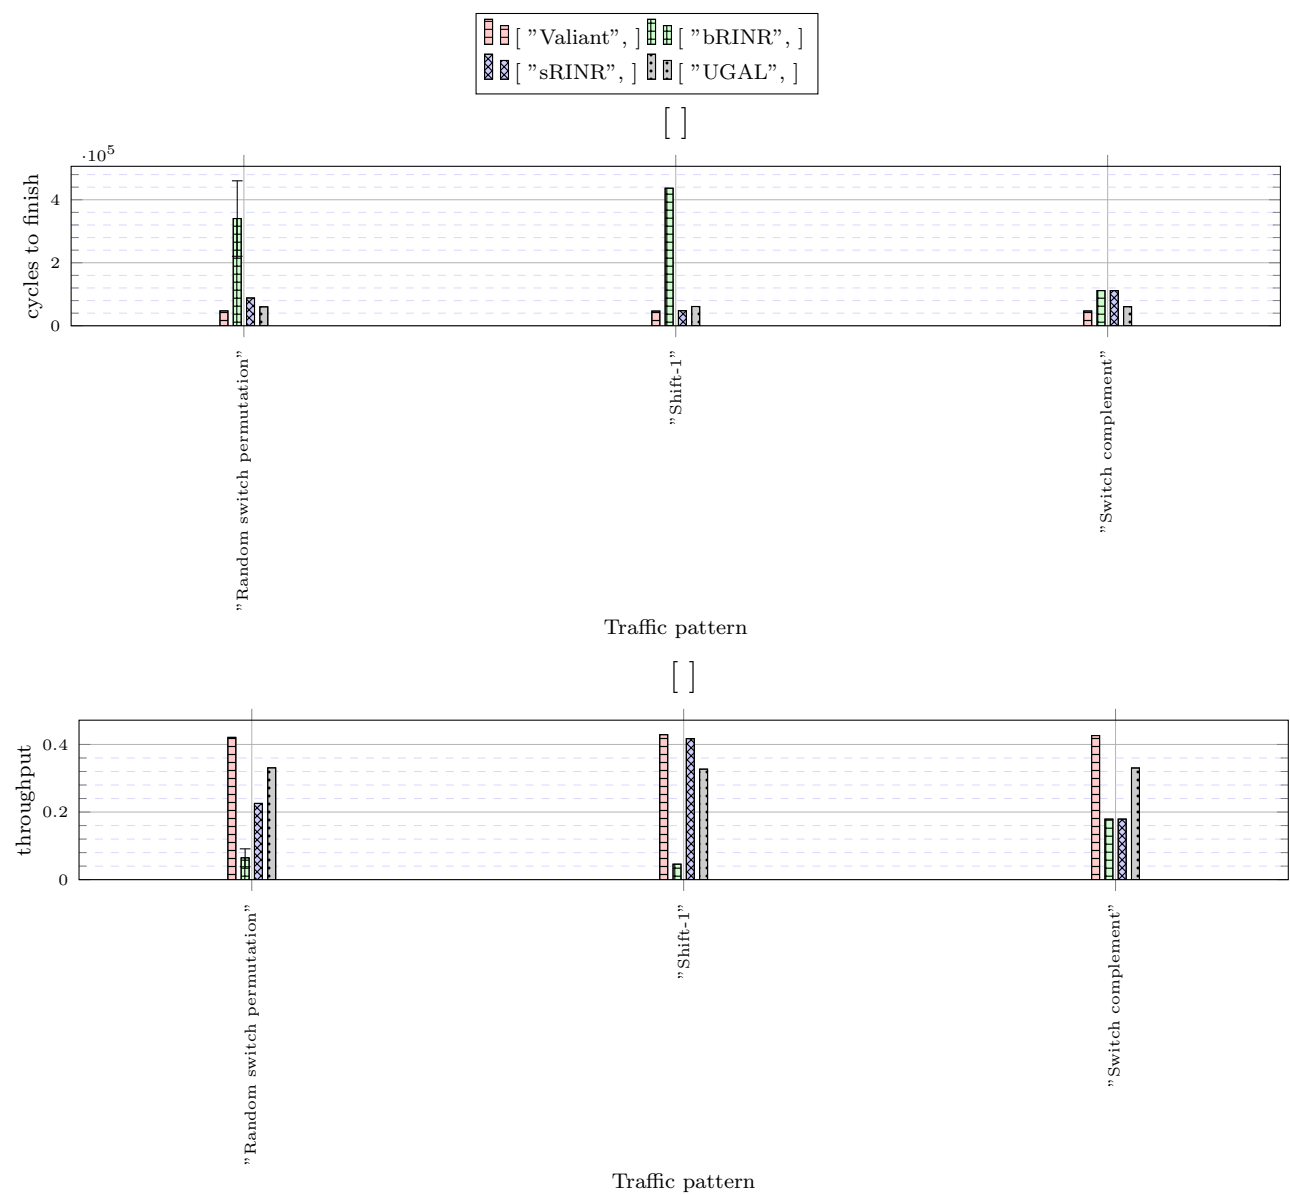 [ "Valiant", ] [ "bRINR", ]
[ "sRINR", ] [ "UGAL", ]
[ ]
·10⁵
cycles to finish
4
2
0
"Random switch permutation"
"Shift-1"
"Switch complement"
Traffic pattern
[ ]
throughput
0.4
0.2
0
"Random switch permutation"
"Shift-1"
"Switch complement"
Traffic pattern